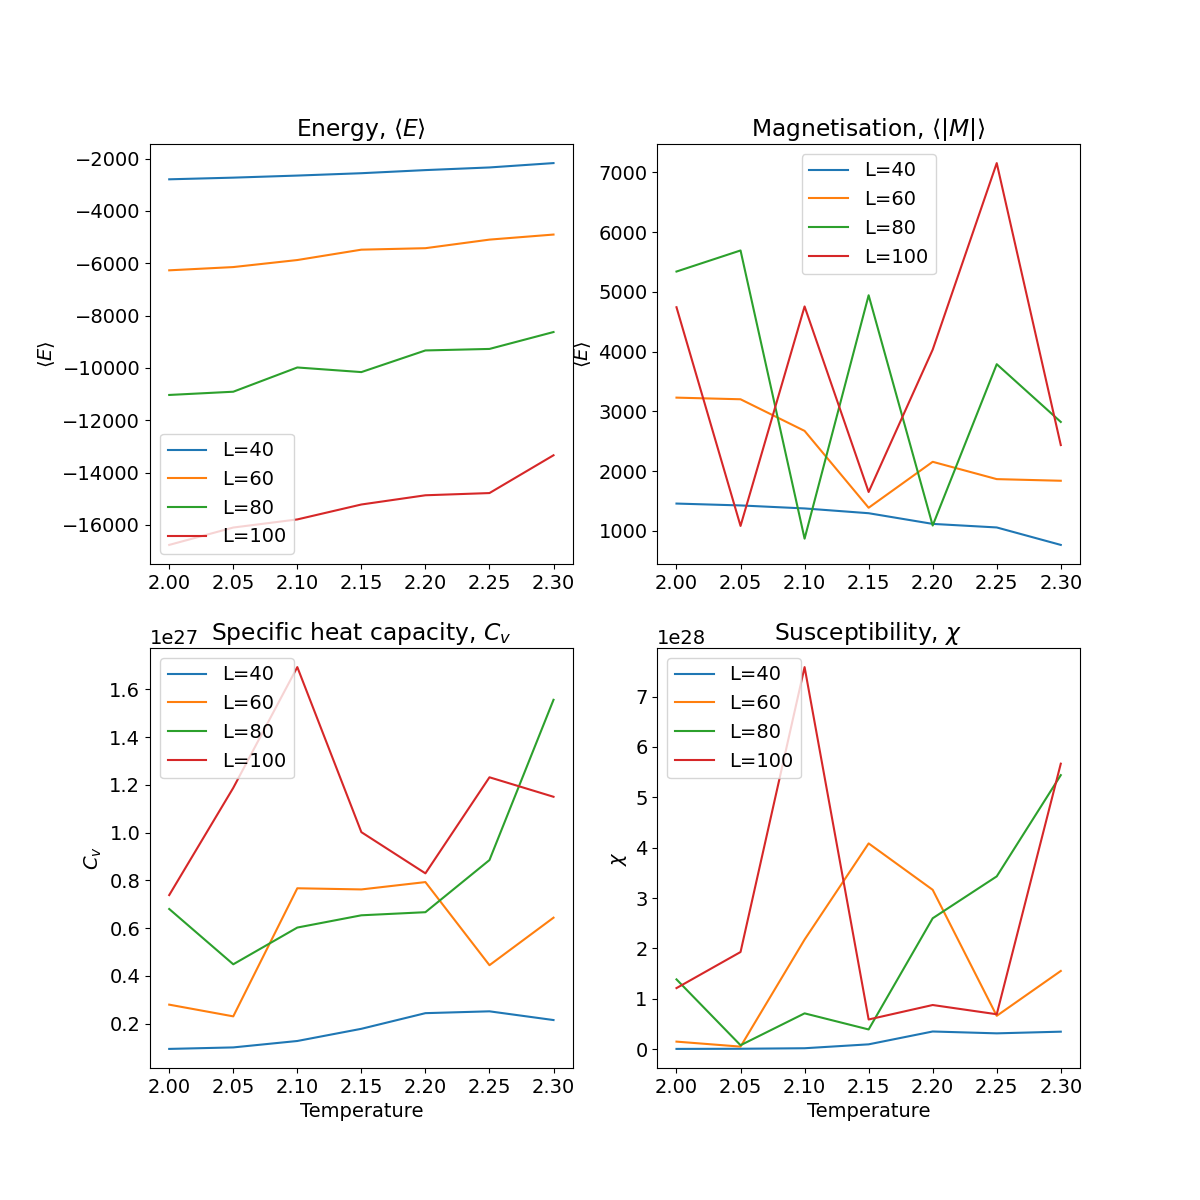 Energy, ⟨E⟩
−2000
−4000
−6000
−8000
−10000
−12000
−14000
−16000
⟨E⟩
L=40
L=60
L=80
L=100
2.00 2.05 2.10 2.15 2.20 2.25 2.30
Magnetisation, ⟨|M|⟩
7000
6000
5000
4000
3000
2000
1000
⟨E⟩
L=40
L=60
L=80
L=100
2.00 2.05 2.10 2.15 2.20 2.25 2.30
1e27
Specific heat capacity, Cᵥ
1.6
1.4
1.2
1.0
0.8
0.6
0.4
0.2
Cᵥ
L=40
L=60
L=80
L=100
2.00 2.05 2.10 2.15 2.20 2.25 2.30
Temperature
1e28
Susceptibility, χ
7
6
5
4
3
2
1
0
χ
L=40
L=60
L=80
L=100
2.00 2.05 2.10 2.15 2.20 2.25 2.30
Temperature